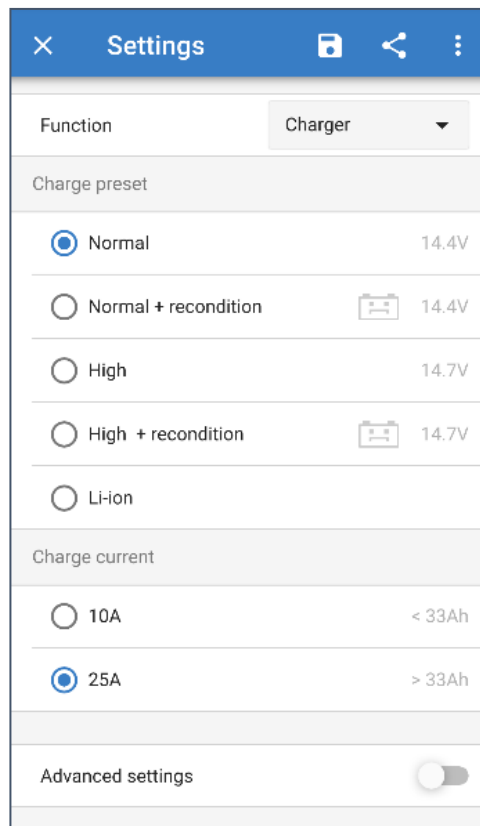 Settings
Function Charger
Charge preset
Normal 14.4V
Normal + recondition 14.4V
High 14.7V
High + recondition 14.7V
Li-ion
Charge current
10A < 33Ah
25A > 33Ah
Advanced settings